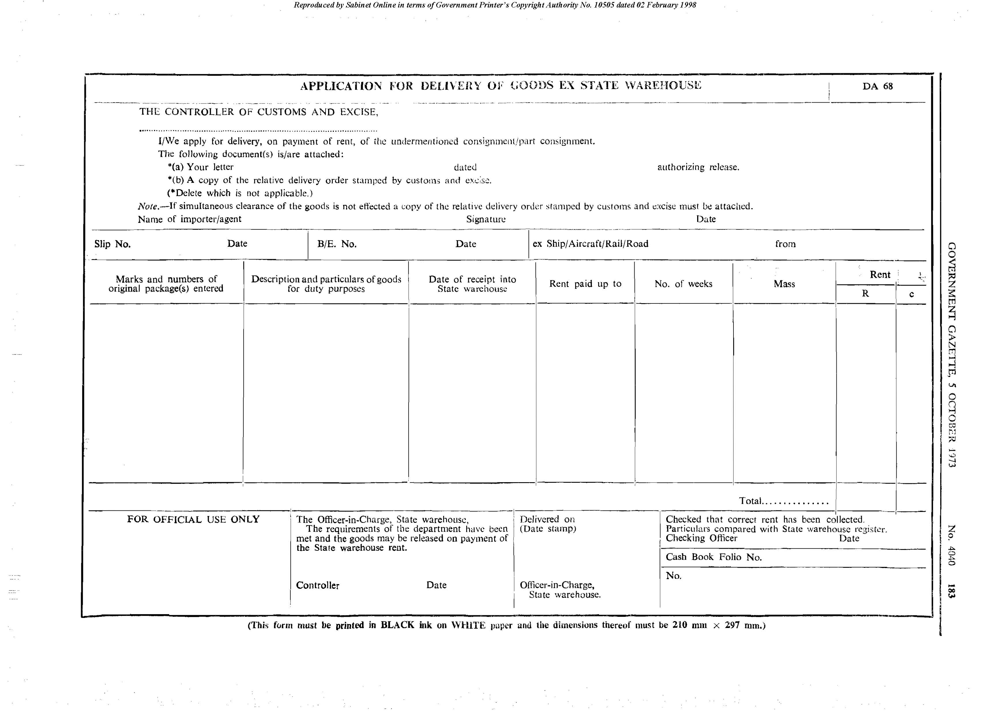 Reproduced by Sabinet Online in terms of Government Printer's Copyright Authority No. 10505 dated 02 February 1998
APPLICATION FOR DELIVERY OF GOODS EX STATE WAREHOUSE
DA 68
THE CONTROLLER OF CUSTOMS AND EXCISE,
................................................................
I/We apply for delivery, on payment of rent, of the undermentioned consignment/part consignment.
The following document(s) is/are attached:
*(a) Your letter dated authorizing release.
*(b) A copy of the relative delivery order stamped by customs and excise.
(*Delete which is not applicable.)
Note.—If simultaneous clearance of the goods is not effected a copy of the relative delivery order stamped by customs and excise must be attached.
Name of importer/agent Signature Date
Slip No. Date B/E. No. Date ex Ship/Aircraft/Rail/Road from
Marks and numbers of
original package(s) entered
Description and particulars of goods
for duty purposes
Date of receipt into
State warehouse
Rent paid up to
No. of weeks
Mass
Rent
R c
Total...............
FOR OFFICIAL USE ONLY
The Officer-in-Charge, State warehouse,
The requirements of the department have been
met and the goods may be released on payment of
the State warehouse rent.
Controller Date
Delivered on
(Date stamp)
Officer-in-Charge,
State warehouse.
Checked that correct rent has been collected.
Particulars compared with State warehouse register.
Checking Officer Date
Cash Book Folio No.
No.
(This form must be printed in BLACK ink on WHITE paper and the dimensions thereof must be 210 mm × 297 mm.)
GOVERNMENT GAZETTE, 5 OCTOBER 1973 No. 4040 183